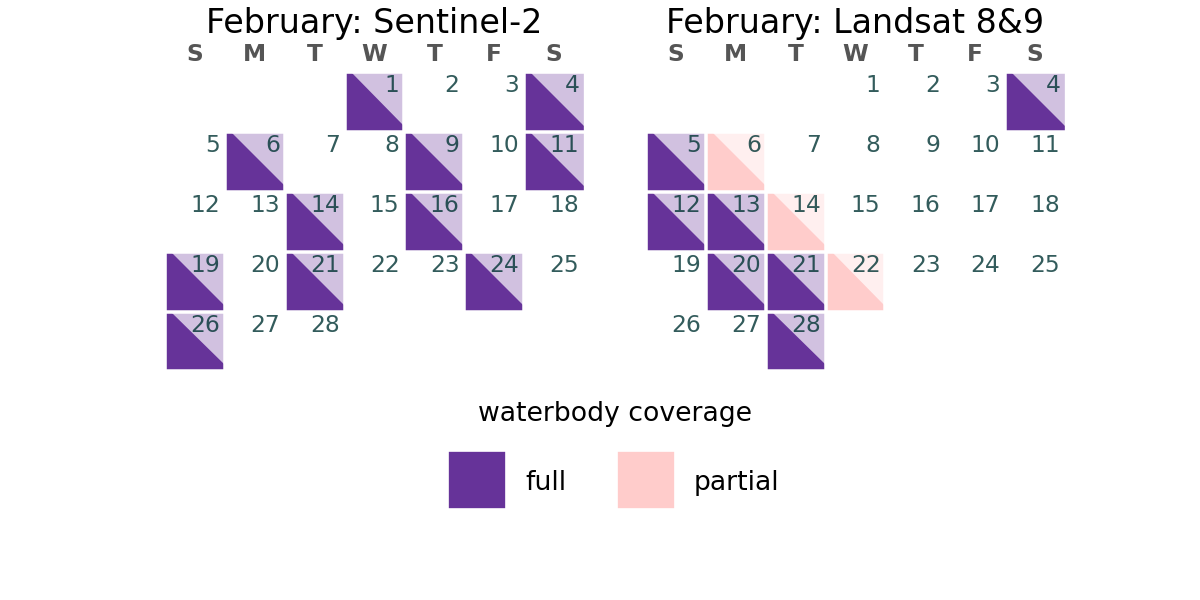 February: Sentinel-2
S M T W T F S
1 2 3 4
5 6 7 8 9 10 11
12 13 14 15 16 17 18
19 20 21 22 23 24 25
26 27 28
February: Landsat 8&9
S M T W T F S
1 2 3 4
5 6 7 8 9 10 11
12 13 14 15 16 17 18
19 20 21 22 23 24 25
26 27 28
waterbody coverage
full partial